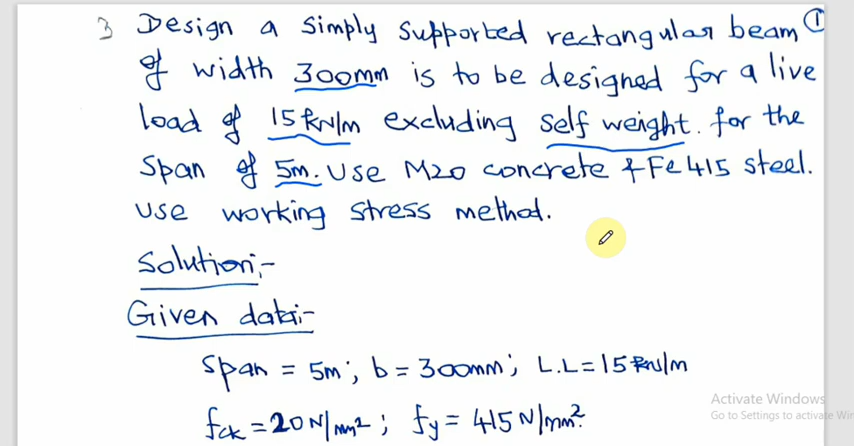 3 Design a simply supported rectangular beam 1
of width 300mm is to be designed for a live
load of 15 kN/m excluding self weight. for the
span of 5m. Use M20 concrete & Fe 415 steel.
use working stress method.
Solution:-
Given data:-
span = 5m; b = 300mm; L.L = 15 kN/m
fck = 20 N/mm²; fy = 415 N/mm².
Activate Windows
Go to Settings to activate Win